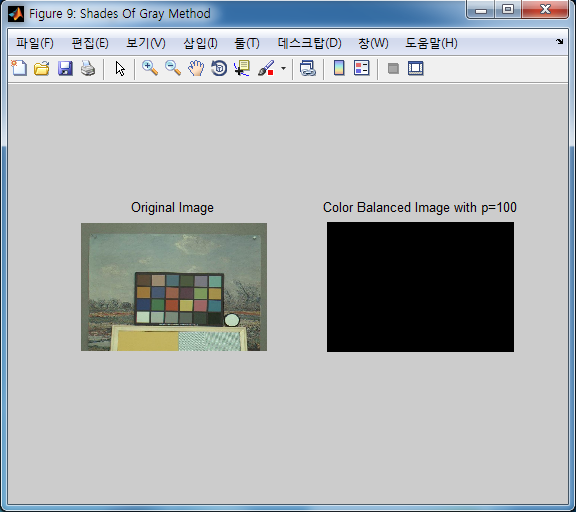 Figure 9: Shades Of Gray Method
파일(F) 편집(E) 보기(V) 삽입(I) 툴(T) 데스크탑(D) 창(W) 도움말(H)
Original Image
Color Balanced Image with p=100